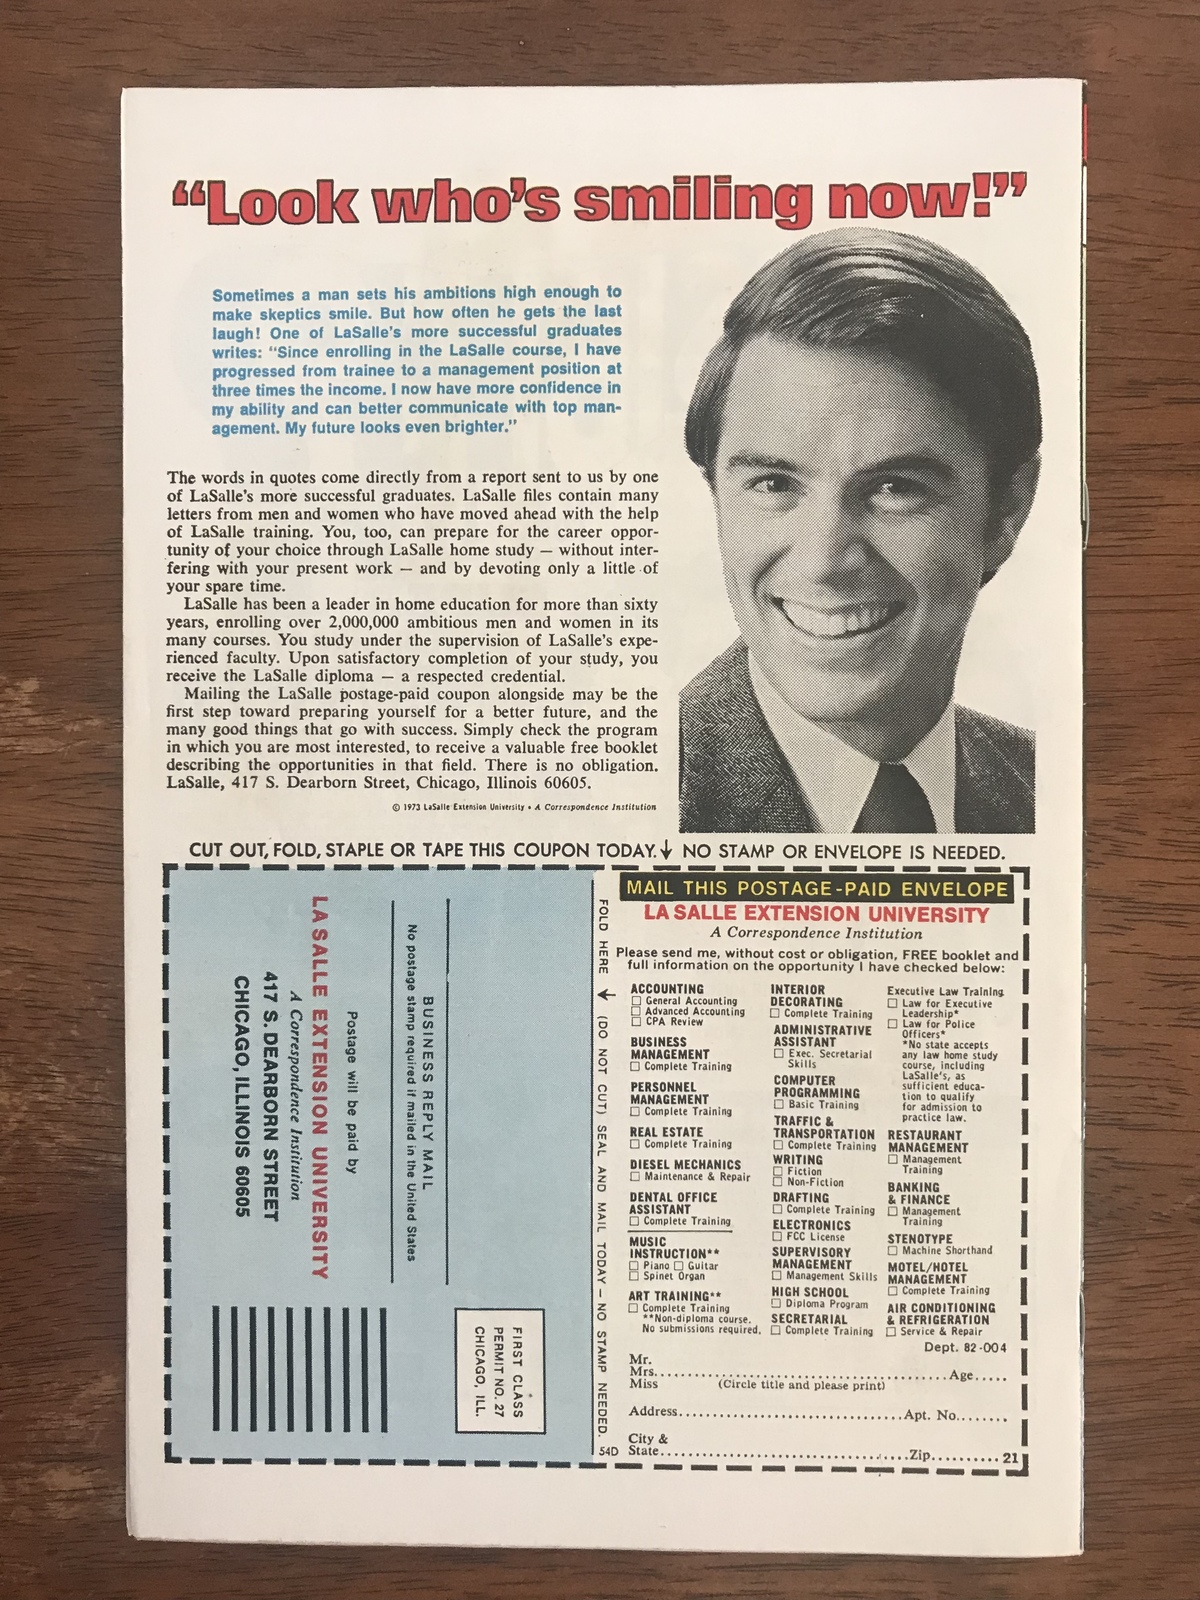 “Look who’s smiling now!”
Sometimes a man sets his ambitions high enough to
make skeptics smile. But how often he gets the last
laugh! One of LaSalle’s more successful graduates
writes: “Since enrolling in the LaSalle course, I have
progressed from trainee to a management position at
three times the income. I now have more confidence in
my ability and can better communicate with top man-
agement. My future looks even brighter.”
The words in quotes come directly from a report sent to us by one
of LaSalle’s more successful graduates. LaSalle files contain many
letters from men and women who have moved ahead with the help
of LaSalle training. You, too, can prepare for the career oppor-
tunity of your choice through LaSalle home study — without inter-
fering with your present work — and by devoting only a little of
your spare time.
LaSalle has been a leader in home education for more than sixty
years, enrolling over 2,000,000 ambitious men and women in its
many courses. You study under the supervision of LaSalle’s expe-
rienced faculty. Upon satisfactory completion of your study, you
receive the LaSalle diploma — a respected credential.
Mailing the LaSalle postage-paid coupon alongside may be the
first step toward preparing yourself for a better future, and the
many good things that go with success. Simply check the program
in which you are most interested, to receive a valuable free booklet
describing the opportunities in that field. There is no obligation.
LaSalle, 417 S. Dearborn Street, Chicago, Illinois 60605.
© 1973 LaSalle Extension University • A Correspondence Institution
CUT OUT, FOLD, STAPLE OR TAPE THIS COUPON TODAY. NO STAMP OR ENVELOPE IS NEEDED.
FIRST CLASS
PERMIT NO. 27
CHICAGO, ILL.
BUSINESS REPLY MAIL
No postage stamp required if mailed in the United States
Postage will be paid by
LASALLE EXTENSION UNIVERSITY
A Correspondence Institution
417 S. DEARBORN STREET
CHICAGO, ILLINOIS 60605
FOLD HERE (DO NOT CUT) SEAL AND MAIL TODAY — NO STAMP NEEDED.
54D
MAIL THIS POSTAGE-PAID ENVELOPE
LA SALLE EXTENSION UNIVERSITY
A Correspondence Institution
Please send me, without cost or obligation, FREE booklet and
full information on the opportunity I have checked below:
ACCOUNTING
General Accounting
Advanced Accounting
CPA Review
BUSINESS
MANAGEMENT
Complete Training
PERSONNEL
MANAGEMENT
Complete Training
REAL ESTATE
Complete Training
DIESEL MECHANICS
Maintenance & Repair
DENTAL OFFICE
ASSISTANT
Complete Training
MUSIC
INSTRUCTION**
Piano Guitar
Spinet Organ
ART TRAINING**
Complete Training
**Non-diploma course.
No submissions required.
INTERIOR
DECORATING
Complete Training
ADMINISTRATIVE
ASSISTANT
Exec. Secretarial
Skills
COMPUTER
PROGRAMMING
Basic Training
TRAFFIC &
TRANSPORTATION
Complete Training
WRITING
Fiction
Non-Fiction
DRAFTING
Complete Training
ELECTRONICS
FCC License
SUPERVISORY
MANAGEMENT
Management Skills
HIGH SCHOOL
Diploma Program
SECRETARIAL
Complete Training
Executive Law Training
Law for Executive
Leadership*
Law for Police
Officers*
*No state accepts
any law home study
course, including
LaSalle’s, as
sufficient educa-
tion to qualify
for admission to
practice law.
RESTAURANT
MANAGEMENT
Management
Training
BANKING
& FINANCE
Management
Training
STENOTYPE
Machine Shorthand
MOTEL/HOTEL
MANAGEMENT
Complete Training
AIR CONDITIONING
& REFRIGERATION
Service & Repair
Dept. 82-004
Mr.
Mrs. Age
Miss (Circle title and please print)
Address Apt. No.
City &
State Zip 21